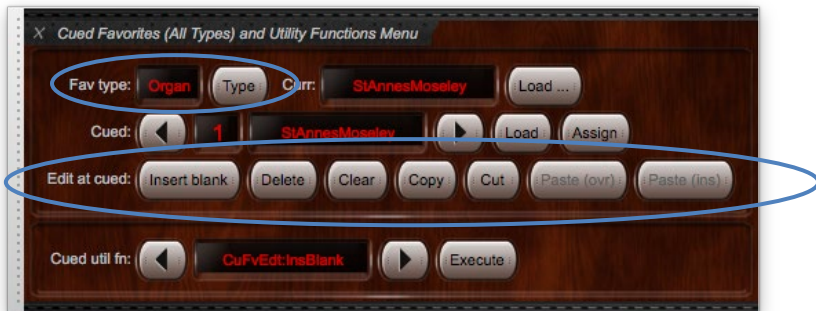 X Cued Favorites (All Types) and Utility Functions Menu
Fav type: Organ Type Curr: StAnnesMoseley Load ...
Cued: 1 StAnnesMoseley Load Assign
Edit at cued: Insert blank Delete Clear Copy Cut Paste (ovr) Paste (ins)
Cued util fn: CuFvEdt:InsBlank Execute